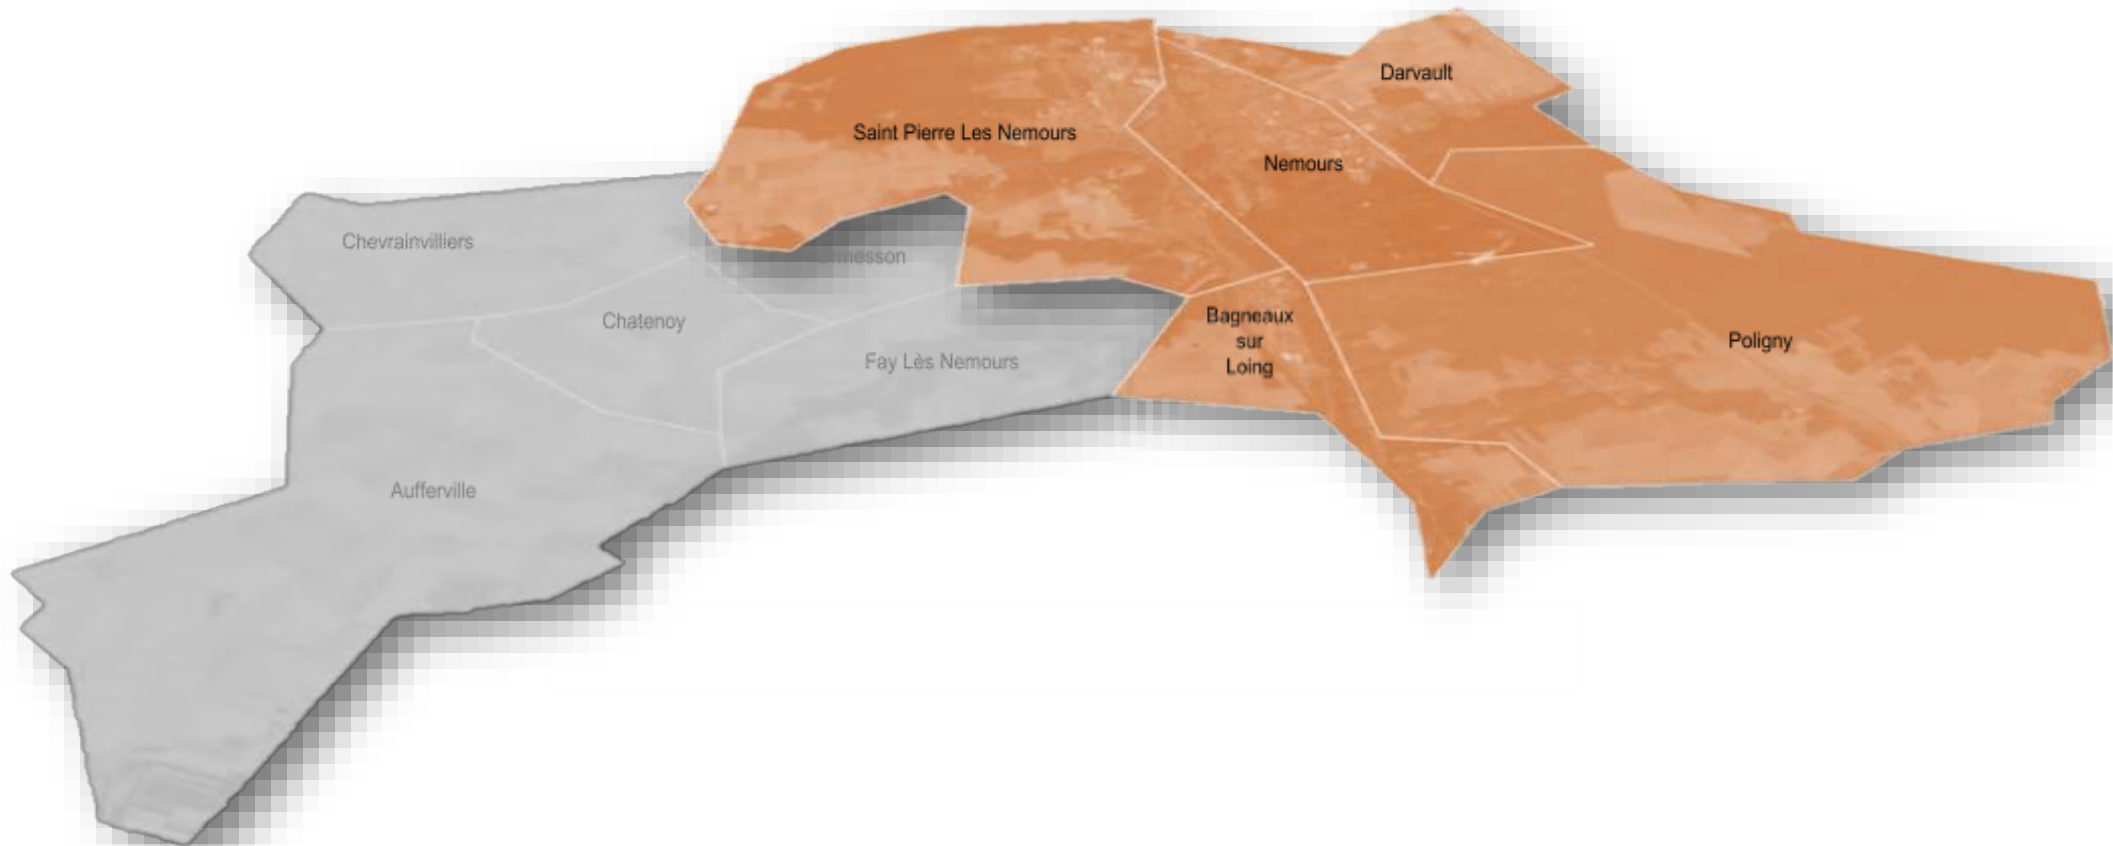 Darvault
Saint Pierre Les Nemours
Nemours
Chevrainvilliers
Chatenoy
Bagneaux
sur
Loing
Poligny
Fay Lès Nemours
Aufferville